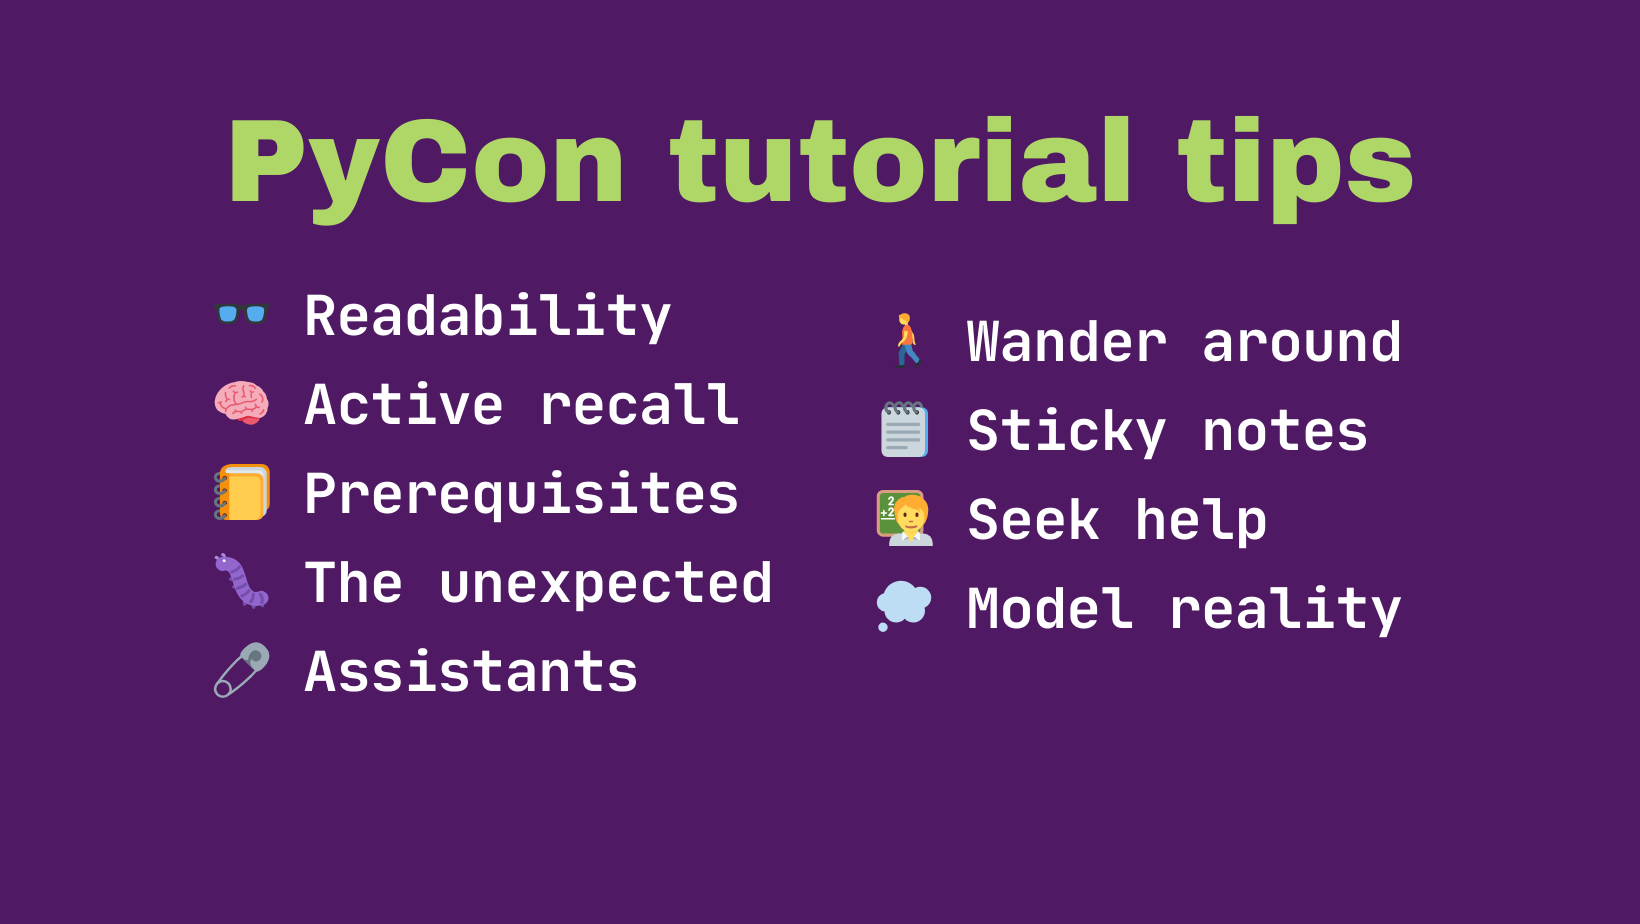 PyCon tutorial tips
👓 Readability
🧠 Active recall
📒 Prerequisites
🐛 The unexpected
🧷 Assistants
🚶 Wander around
🗒️ Sticky notes
🧑‍🏫 Seek help
💭 Model reality